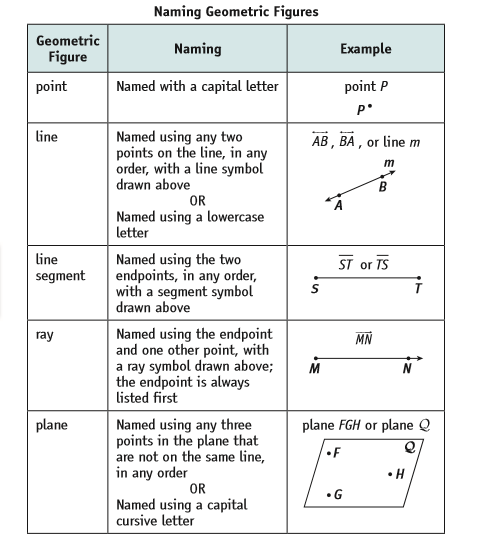 Naming Geometric Figures
Geometric
Figure
Naming
Example
point
Named with a capital letter
point P
P
line
Named using any two
points on the line, in any
order, with a line symbol
drawn above
OR
Named using a lowercase
letter
AB, BA, or line m
m
B
A
line
segment
Named using the two
endpoints, in any order,
with a segment symbol
drawn above
ST or TS
S T
ray
Named using the endpoint
and one other point, with
a ray symbol drawn above;
the endpoint is always
listed first
MN
M N
plane
Named using any three
points in the plane that
are not on the same line,
in any order
OR
Named using a capital
cursive letter
plane FGH or plane Q
Q
F
H
G